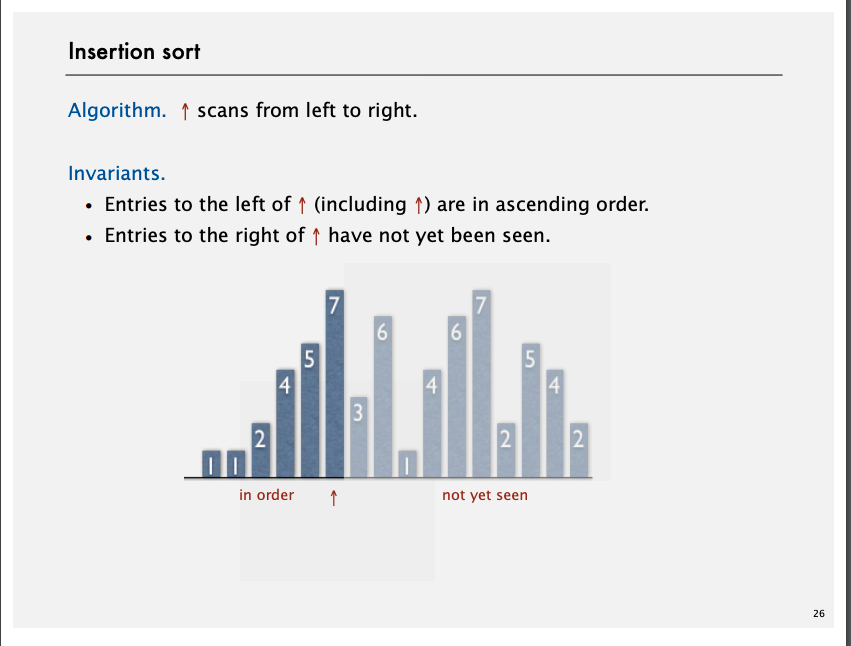 Insertion sort
Algorithm. ↑ scans from left to right.
Invariants.
• Entries to the left of ↑ (including ↑) are in ascending order.
• Entries to the right of ↑ have not yet been seen.
1 1 2 4 5 7 3 6 1 4 6 7 2 5 4 2
in order ↑ not yet seen
26